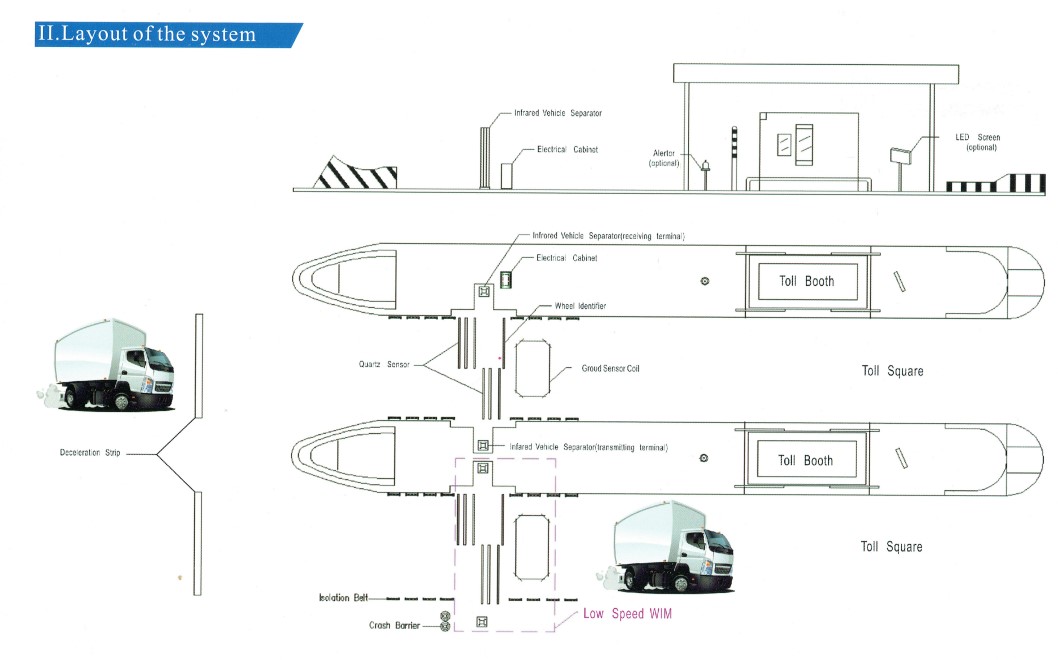 II.Layout of the system
Infrared Vehicle Separator
Electrical Cabinet
Alertor
(optional)
LED Screen
(optional)
Infrored Vehicle Separator(receiving terminal)
Electrical Cabinet
Toll Booth
Wheel Identifier
Quartz Sensor
Groud Sensor Coil
Toll Square
Deceleration Strip
Infared Vehicle Separator(transmitting terminal)
Toll Booth
Toll Square
Isolation Belt
Crash Barrier
Low Speed WIM